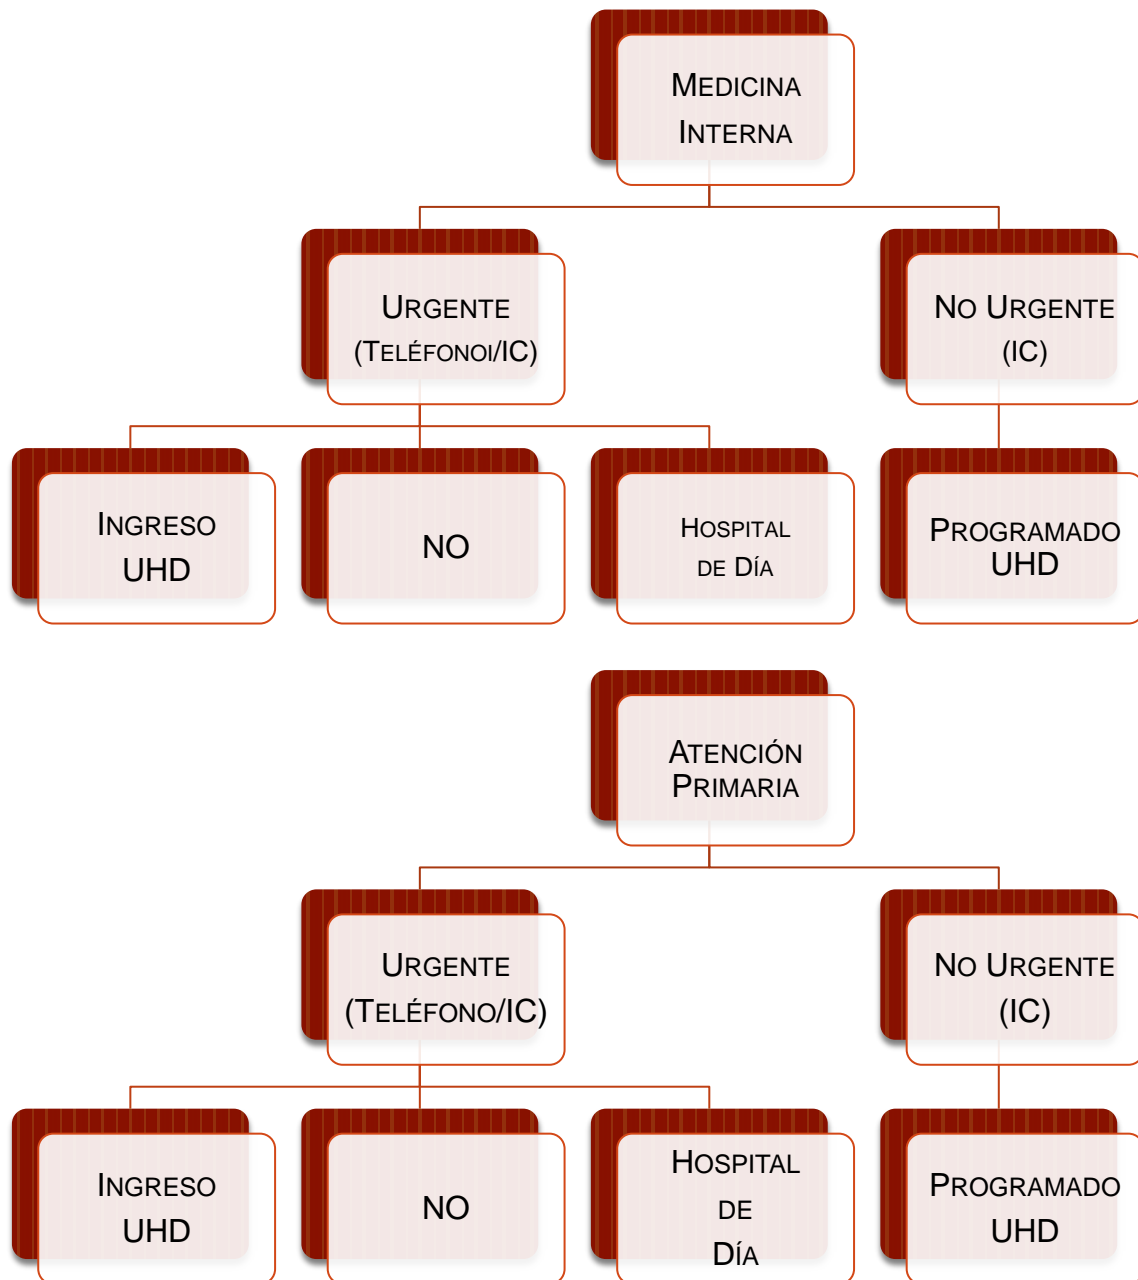 MEDICINA
INTERNA
URGENTE
(TELÉFONOI/IC)
NO URGENTE
(IC)
INGRESO
UHD
NO
HOSPITAL
DE DÍA
PROGRAMADO
UHD
ATENCIÓN
PRIMARIA
URGENTE
(TELÉFONO/IC)
NO URGENTE
(IC)
INGRESO
UHD
NO
HOSPITAL
DE
DÍA
PROGRAMADO
UHD